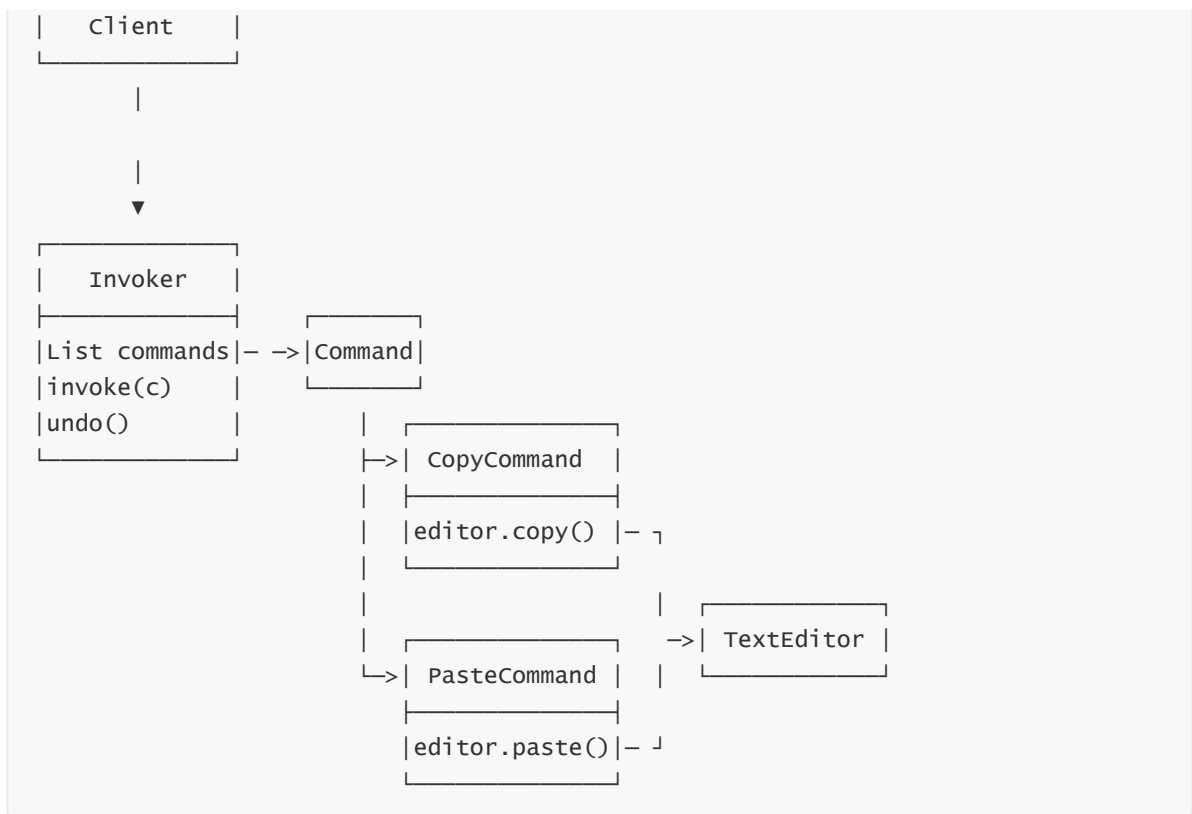 Client
Invoker
List commands
Command
invoke(c)
undo()
CopyCommand
editor.copy()
TextEditor
PasteCommand
editor.paste()